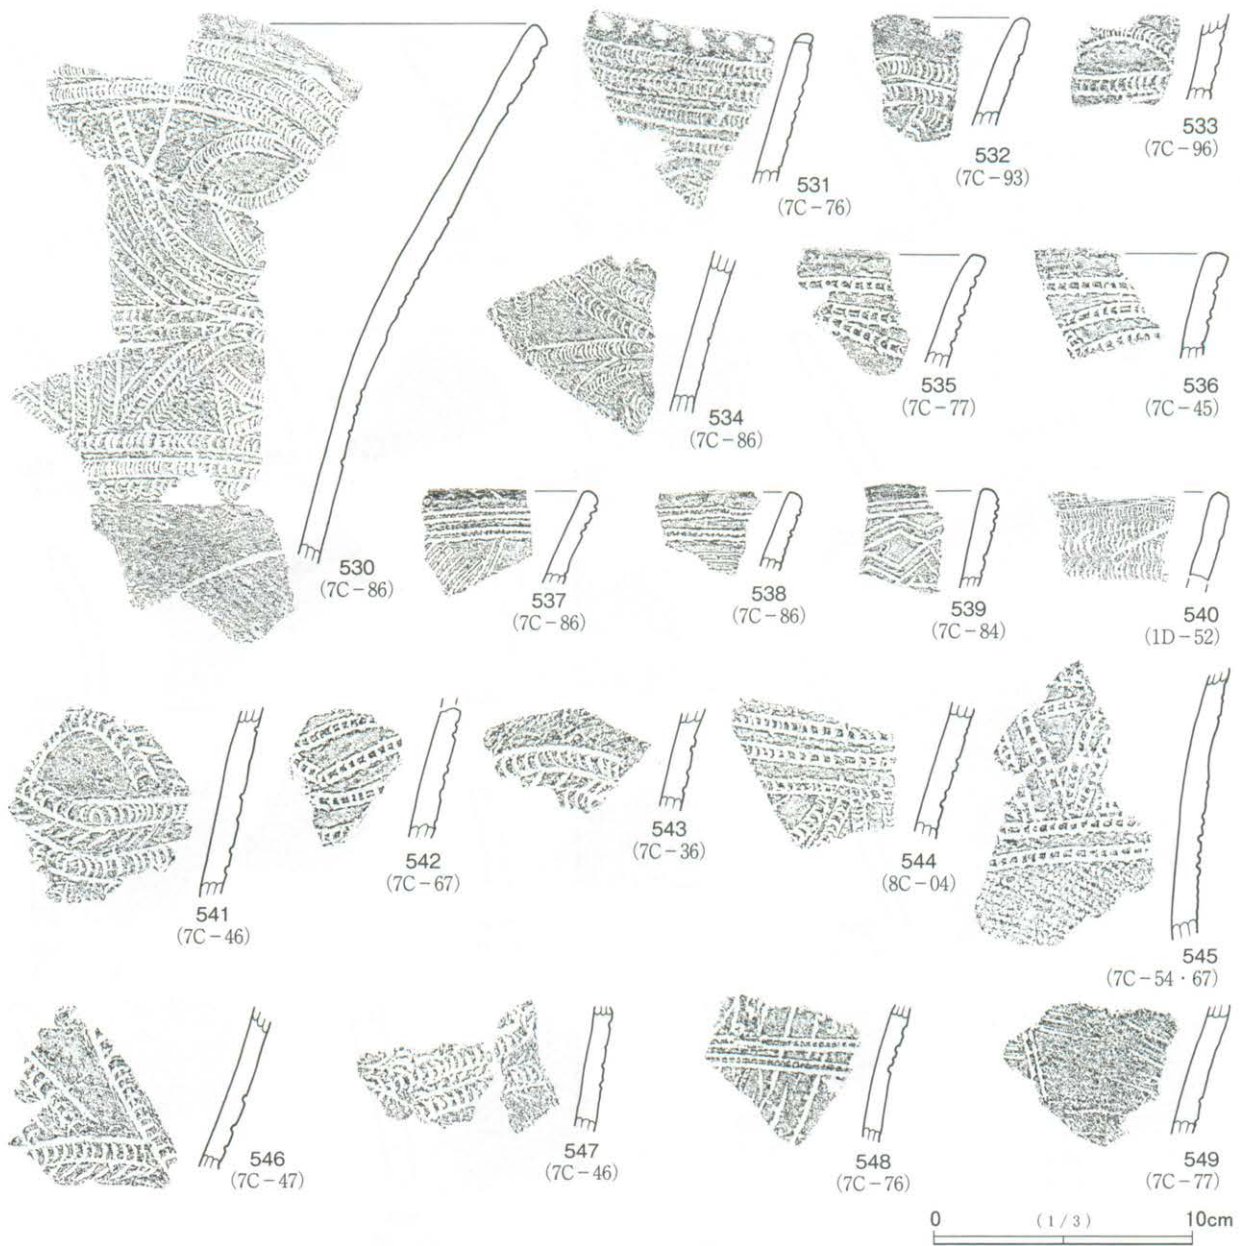 530
(7C-86)
531
(7C-76)
532
(7C-93)
533
(7C-96)
534
(7C-86)
535
(7C-77)
536
(7C-45)
537
(7C-86)
538
(7C-86)
539
(7C-84)
540
(1D-52)
541
(7C-46)
542
(7C-67)
543
(7C-36)
544
(8C-04)
545
(7C-54・67)
546
(7C-47)
547
(7C-46)
548
(7C-76)
549
(7C-77)
0 (1/3) 10cm